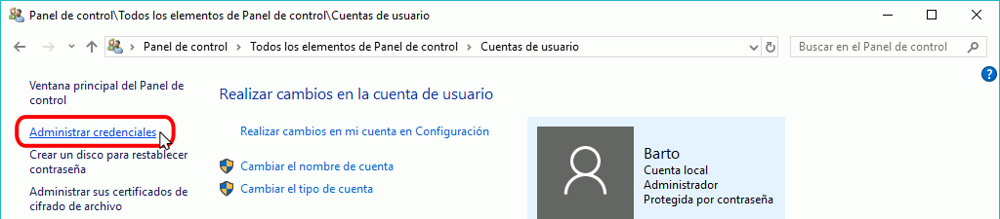 Panel de control\Todos los elementos de Panel de control\Cuentas de usuario
Panel de control > Todos los elementos de Panel de control > Cuentas de usuario
Buscar en el Panel de control
?
Ventana principal del Panel de
control
Administrar credenciales
Crear un disco para restablecer
contraseña
Administrar sus certificados de
cifrado de archivo
Realizar cambios en la cuenta de usuario
Realizar cambios en mi cuenta en Configuración
Cambiar el nombre de cuenta
Cambiar el tipo de cuenta
Barto
Cuenta local
Administrador
Protegida por contraseña